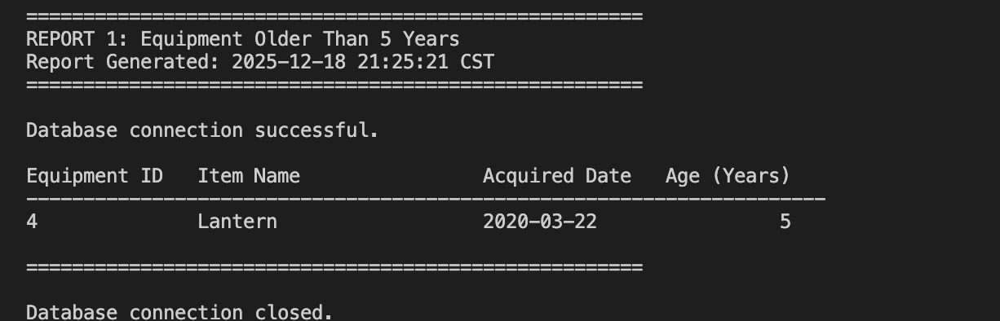 ======================================================
REPORT 1: Equipment Older Than 5 Years
Report Generated: 2025-12-18 21:25:21 CST
======================================================
Database connection successful.
Equipment ID   Item Name                Acquired Date   Age (Years)
----------------------------------------------------------------------
4              Lantern                  2020-03-22                5
======================================================
Database connection closed.